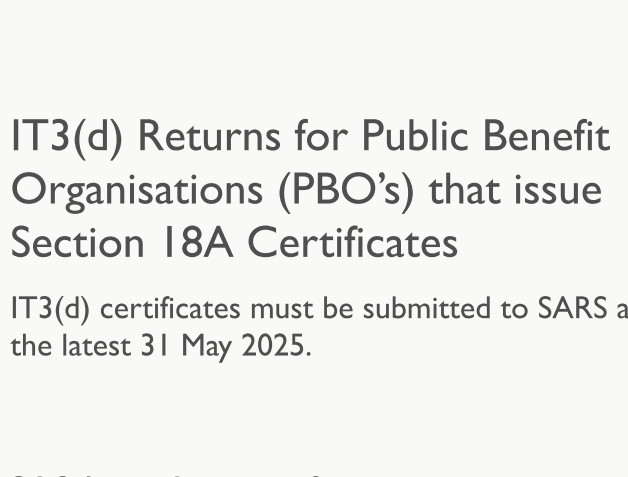 IT3(d) Returns for Public Benefit
Organisations (PBO’s) that issue
Section 18A Certificates
IT3(d) certificates must be submitted to SARS a
the latest 31 May 2025.